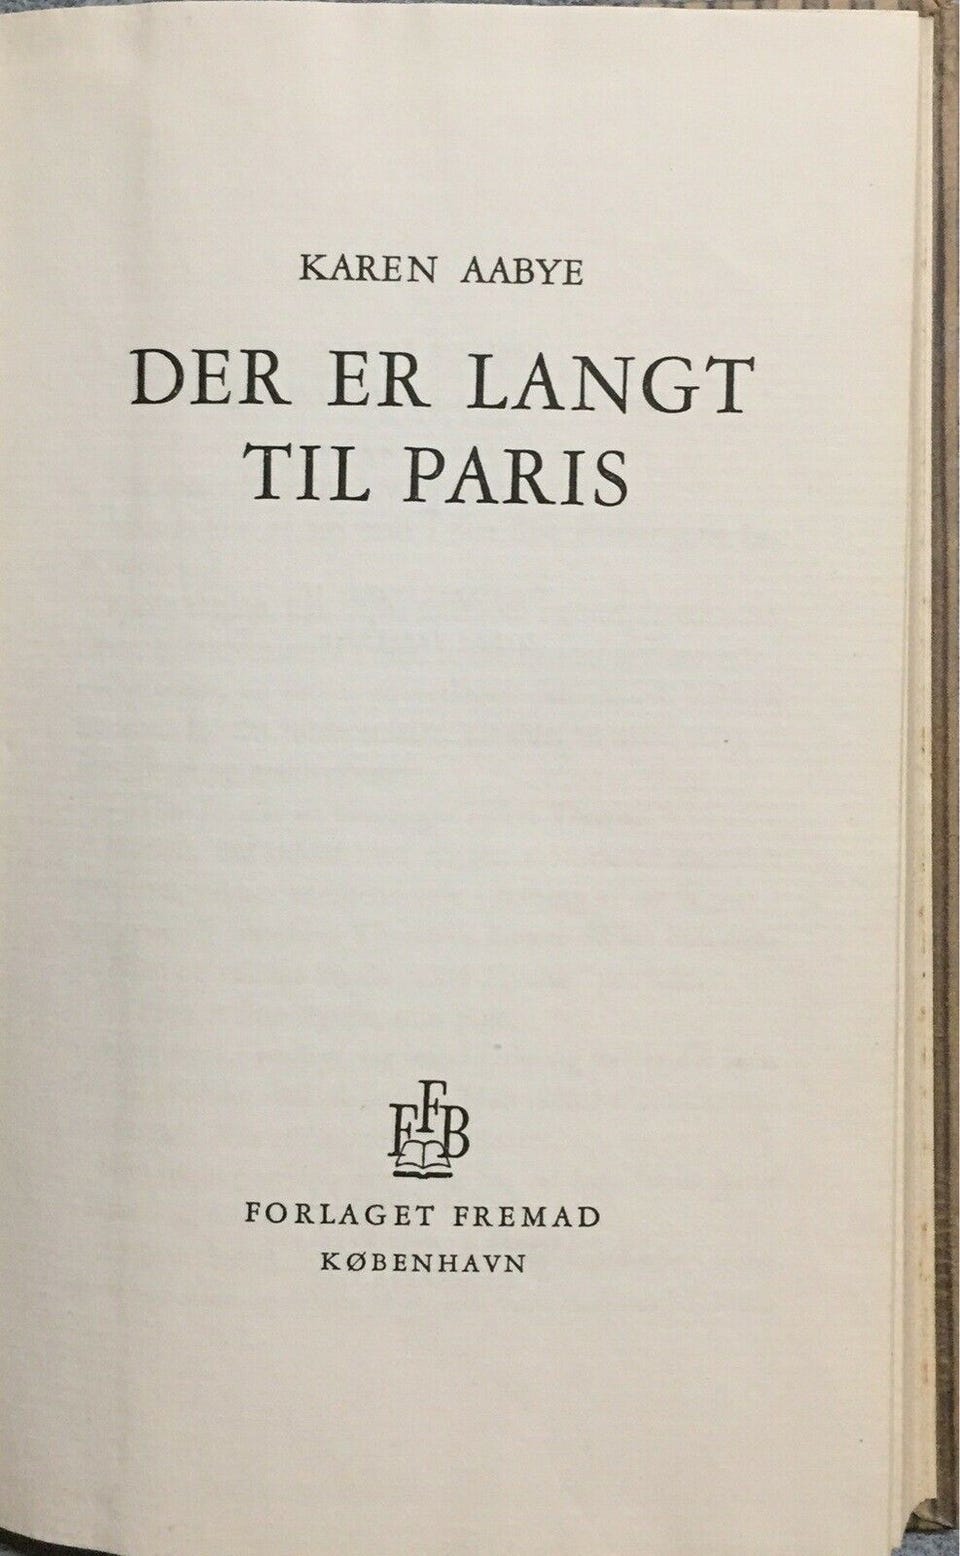 KAREN AABYE
DER ER LANGT
TIL PARIS
FFB
FORLAGET FREMAD
KØBENHAVN